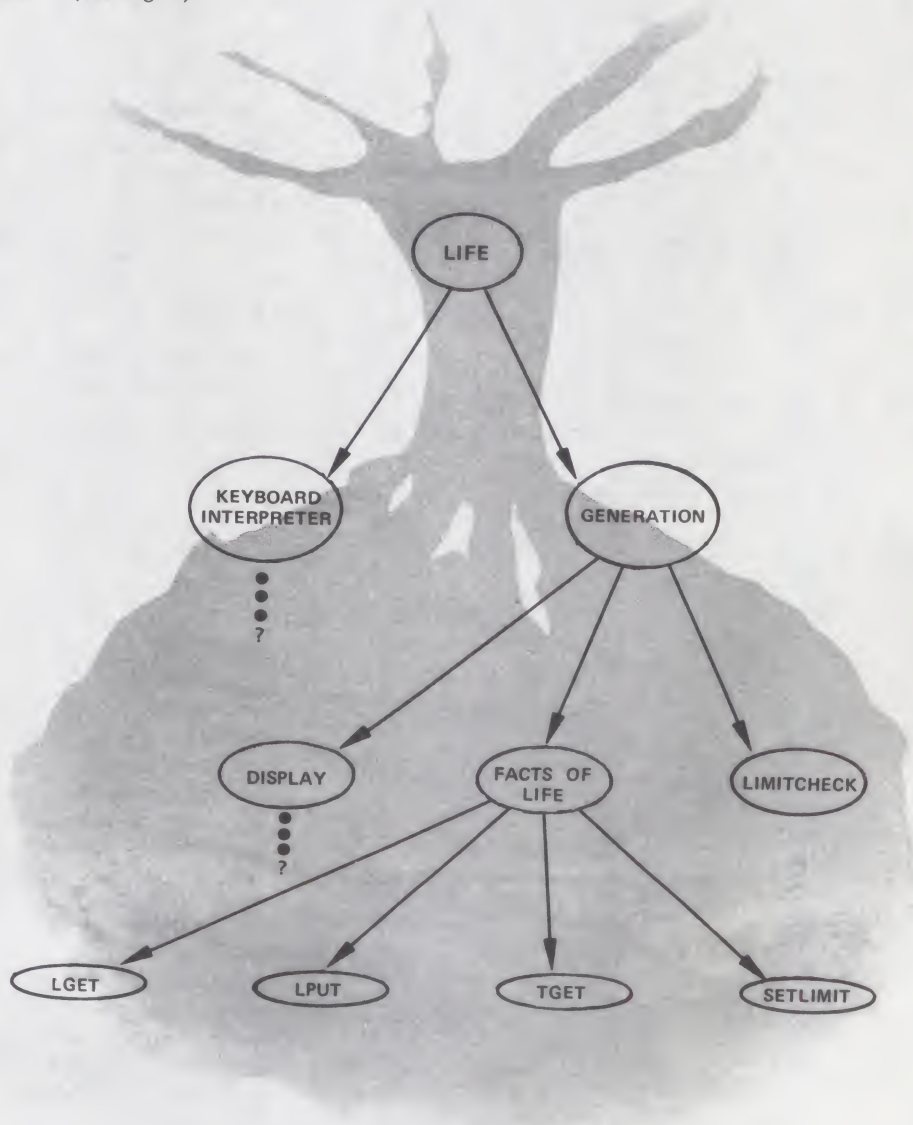 LIFE
KEYBOARD
INTERPRETER
GENERATION
?
DISPLAY
FACTS OF
LIFE
LIMITCHECK
?
LGET
LPUT
TGET
SETLIMIT